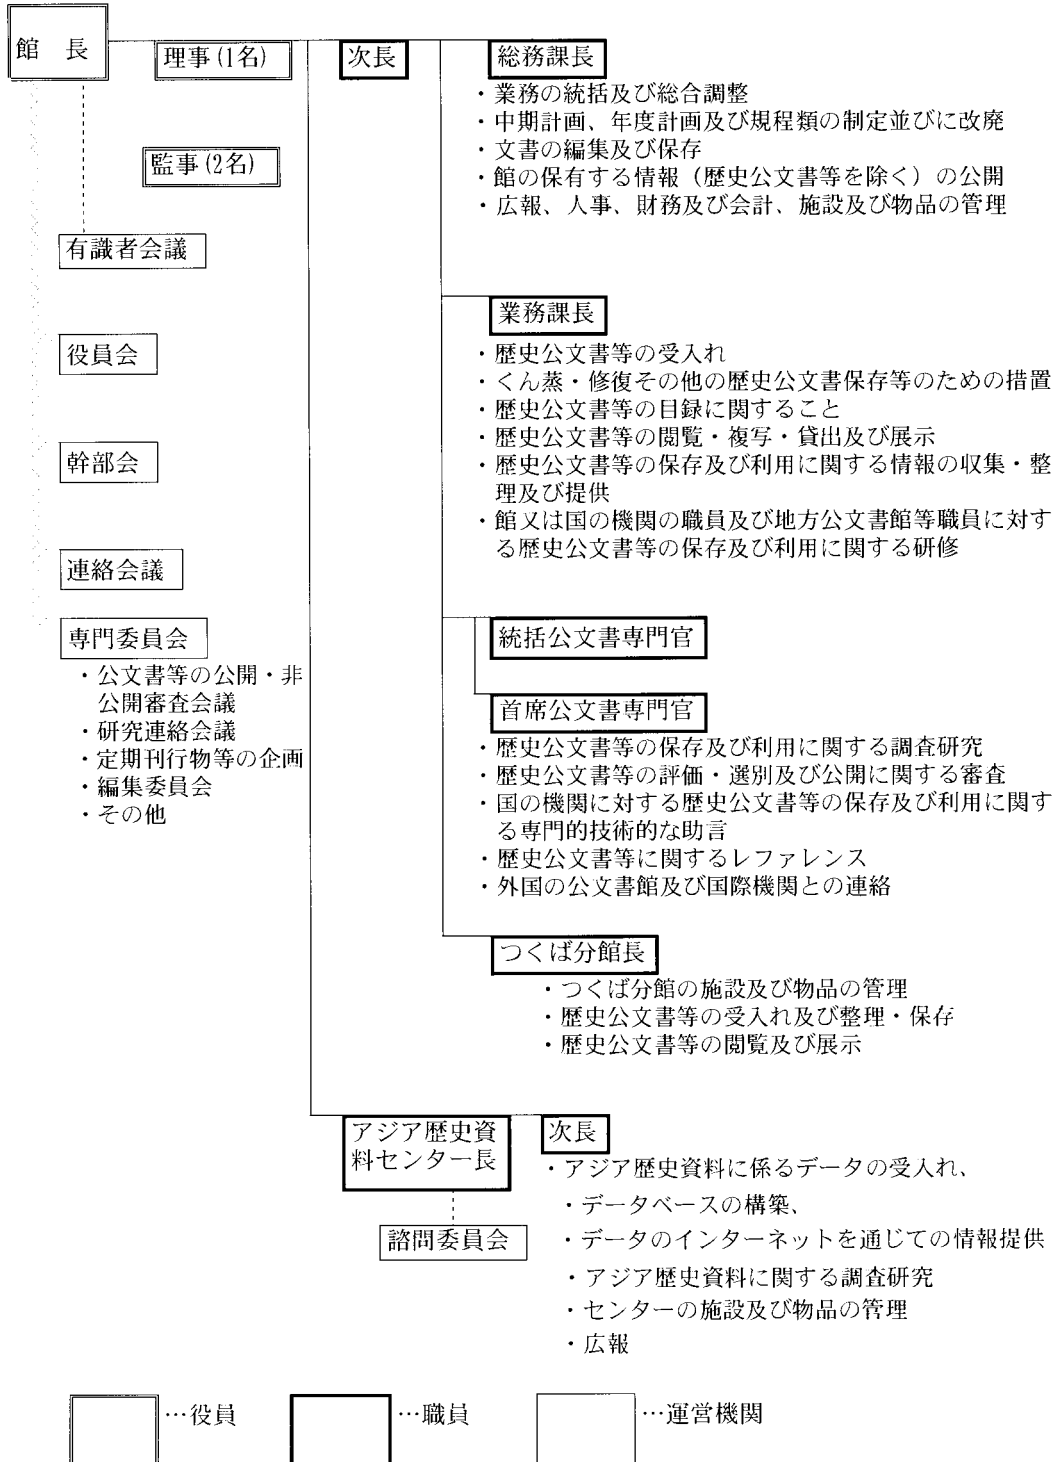 館　長
理事(1名)
次長
総務課長
・業務の統括及び総合調整
・中期計画、年度計画及び規程類の制定並びに改廃
・文書の編集及び保存
・館の保有する情報（歴史公文書等を除く）の公開
・広報、人事、財務及び会計、施設及び物品の管理
監事(2名)
有識者会議
役員会
幹部会
連絡会議
専門委員会
・公文書等の公開・非
公開審査会議
・研究連絡会議
・定期刊行物等の企画
・編集委員会
・その他
業務課長
・歴史公文書等の受入れ
・くん蒸・修復その他の歴史公文書保存等のための措置
・歴史公文書等の目録に関すること
・歴史公文書等の閲覧・複写・貸出及び展示
・歴史公文書等の保存及び利用に関する情報の収集・整
理及び提供
・館又は国の機関の職員及び地方公文書館等職員に対す
る歴史公文書等の保存及び利用に関する研修
統括公文書専門官
首席公文書専門官
・歴史公文書等の保存及び利用に関する調査研究
・歴史公文書等の評価・選別及び公開に関する審査
・国の機関に対する歴史公文書等の保存及び利用に関す
る専門的技術的な助言
・歴史公文書等に関するレファレンス
・外国の公文書館及び国際機関との連絡
つくば分館長
・つくば分館の施設及び物品の管理
・歴史公文書等の受入れ及び整理・保存
・歴史公文書等の閲覧及び展示
アジア歴史資
料センター長
次長
・アジア歴史資料に係るデータの受入れ、
・データベースの構築、
・データのインターネットを通じての情報提供
・アジア歴史資料に関する調査研究
・センターの施設及び物品の管理
・広報
諮問委員会
…役員
…職員
…運営機関